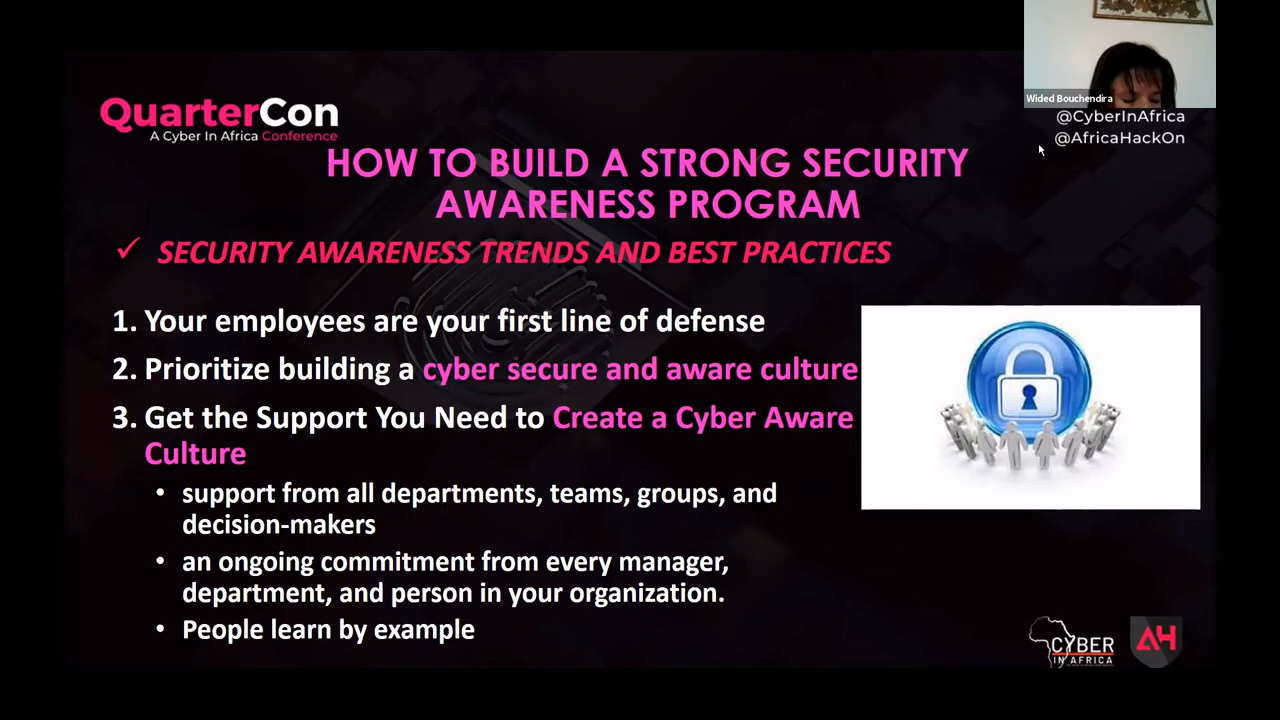 Wided Bouchendira
@CyberInAfrica
@AfricaHackOn
QuarterCon
A Cyber In Africa Conference
HOW TO BUILD A STRONG SECURITY
AWARENESS PROGRAM
✓ SECURITY AWARENESS TRENDS AND BEST PRACTICES
1. Your employees are your first line of defense
2. Prioritize building a cyber secure and aware culture
3. Get the Support You Need to Create a Cyber Aware
Culture
• support from all departments, teams, groups, and
decision-makers
• an ongoing commitment from every manager,
department, and person in your organization.
• People learn by example
CYBER
IN AFRICA
AH